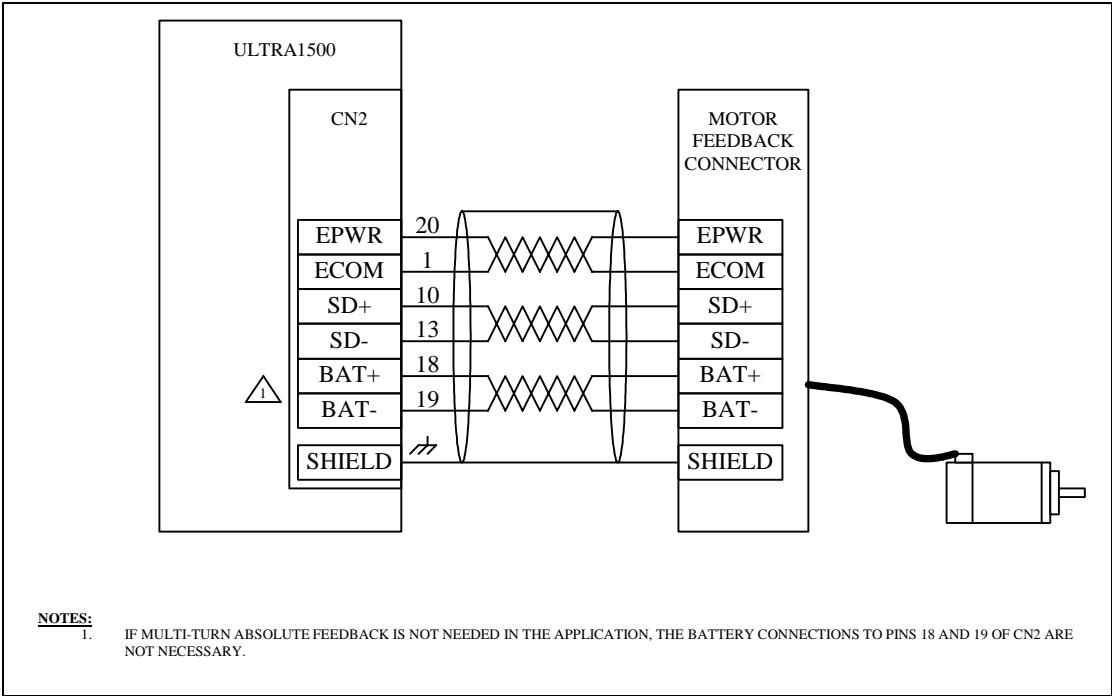 ULTRA1500
CN2
MOTOR
FEEDBACK
CONNECTOR
EPWR 20 EPWR
ECOM 1 ECOM
SD+ 10 SD+
SD- 13 SD-
BAT+ 18 BAT+
1
BAT- 19 BAT-
SHIELD SHIELD
NOTES:
1. IF MULTI-TURN ABSOLUTE FEEDBACK IS NOT NEEDED IN THE APPLICATION, THE BATTERY CONNECTIONS TO PINS 18 AND 19 OF CN2 ARE
NOT NECESSARY.